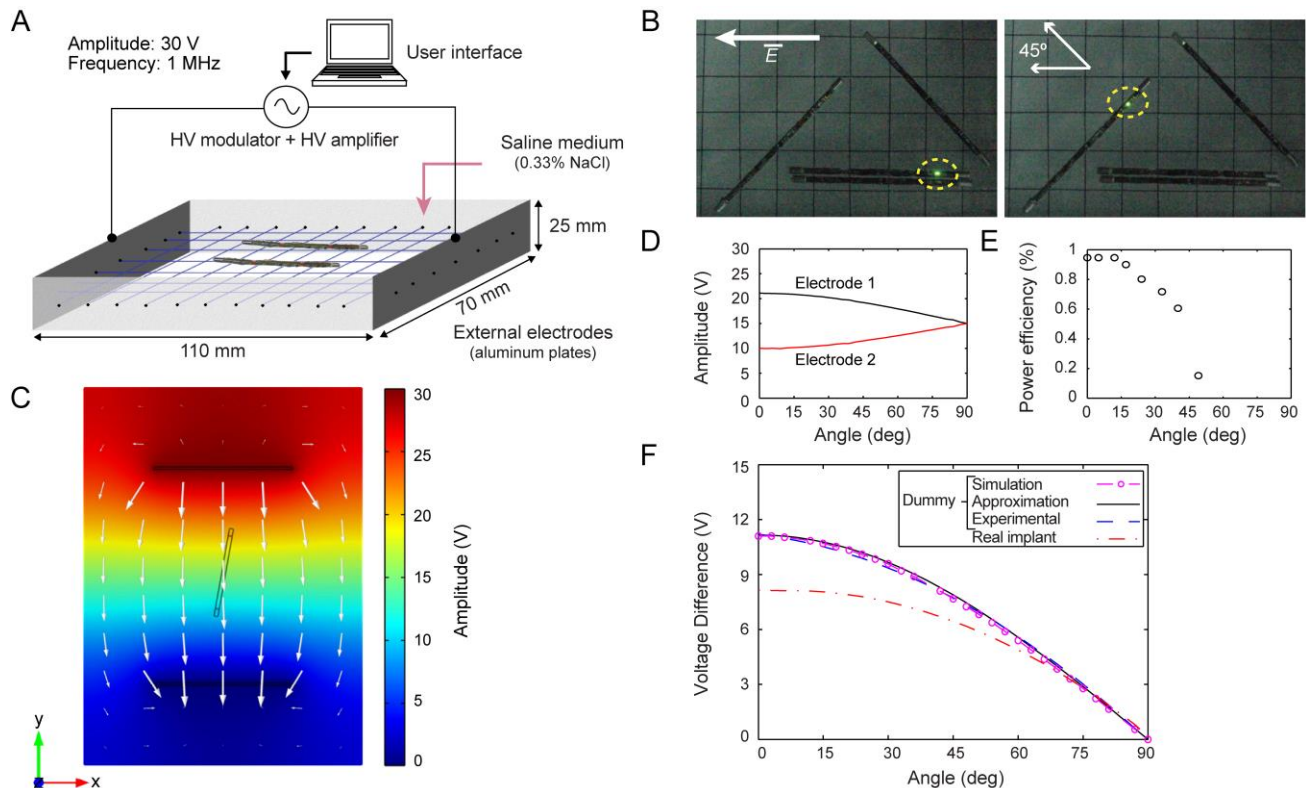 A
Amplitude: 30 V
Frequency: 1 MHz
User interface
HV modulator + HV amplifier
Saline medium
(0.33% NaCl)
25 mm
70 mm
110 mm
External electrodes
(aluminum plates)
B
E
45º
C
30
25
20
15
10
5
0
Amplitude (V)
y
x
D
30
25
20
15
10
5
0
Amplitude (V)
Electrode 1
Electrode 2
0 15 30 45 60 75 90
Angle (deg)
E
1
0.8
0.6
0.4
0.2
0
Power efficiency (%)
0 15 30 45 60 75 90
Angle (deg)
F
15
12
9
6
3
0
Voltage Difference (V)
Dummy
Simulation
Approximation
Experimental
Real implant
0 15 30 45 60 75 90
Angle (deg)